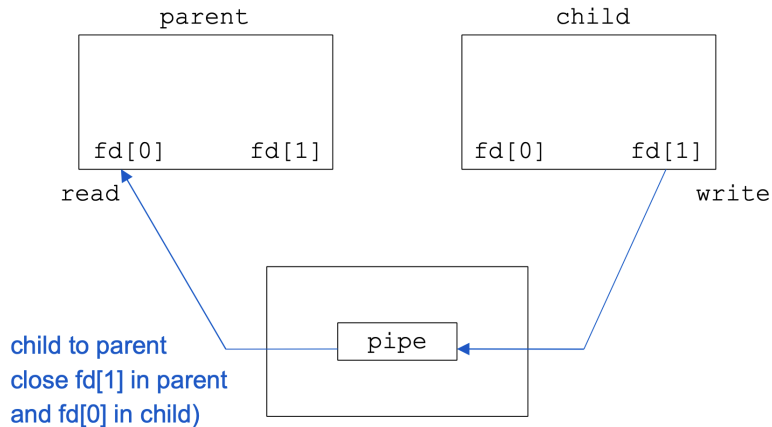 parent
child
fd[0]
fd[1]
fd[0]
fd[1]
read
write
pipe
child to parent
close fd[1] in parent
and fd[0] in child)